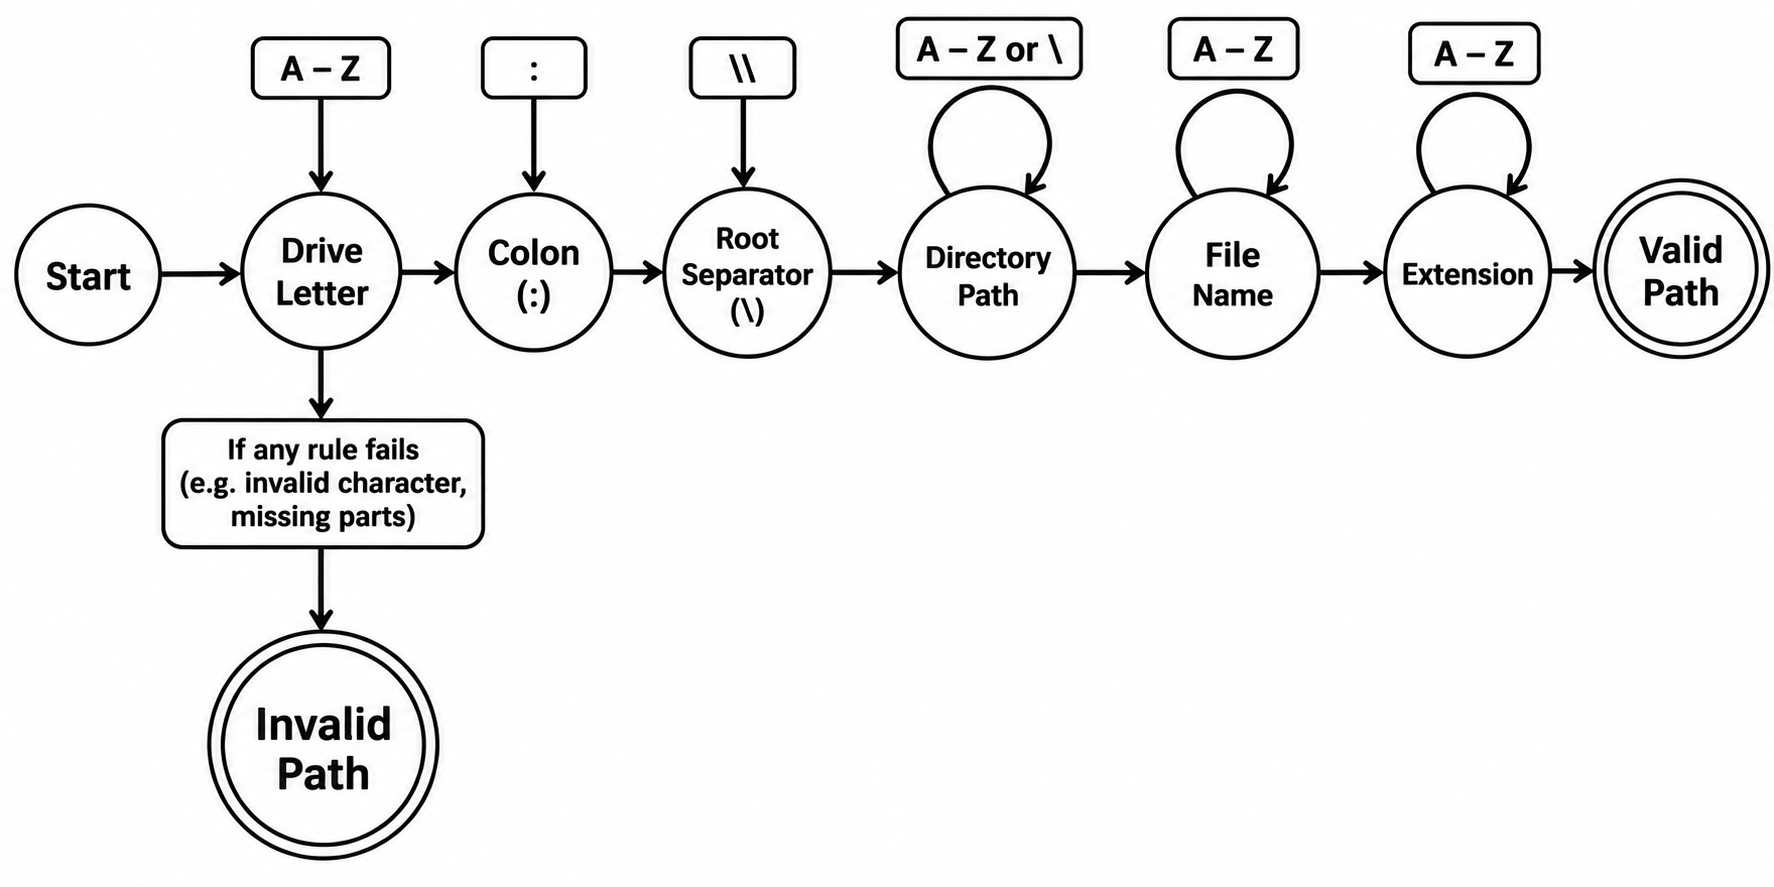 A – Z
:
\\
A – Z or \
A – Z
A – Z
Start
Drive
Letter
Colon
(:)
Root
Separator
(\)
Directory
Path
File
Name
Extension
Valid
Path
If any rule fails
(e.g. invalid character,
missing parts)
Invalid
Path